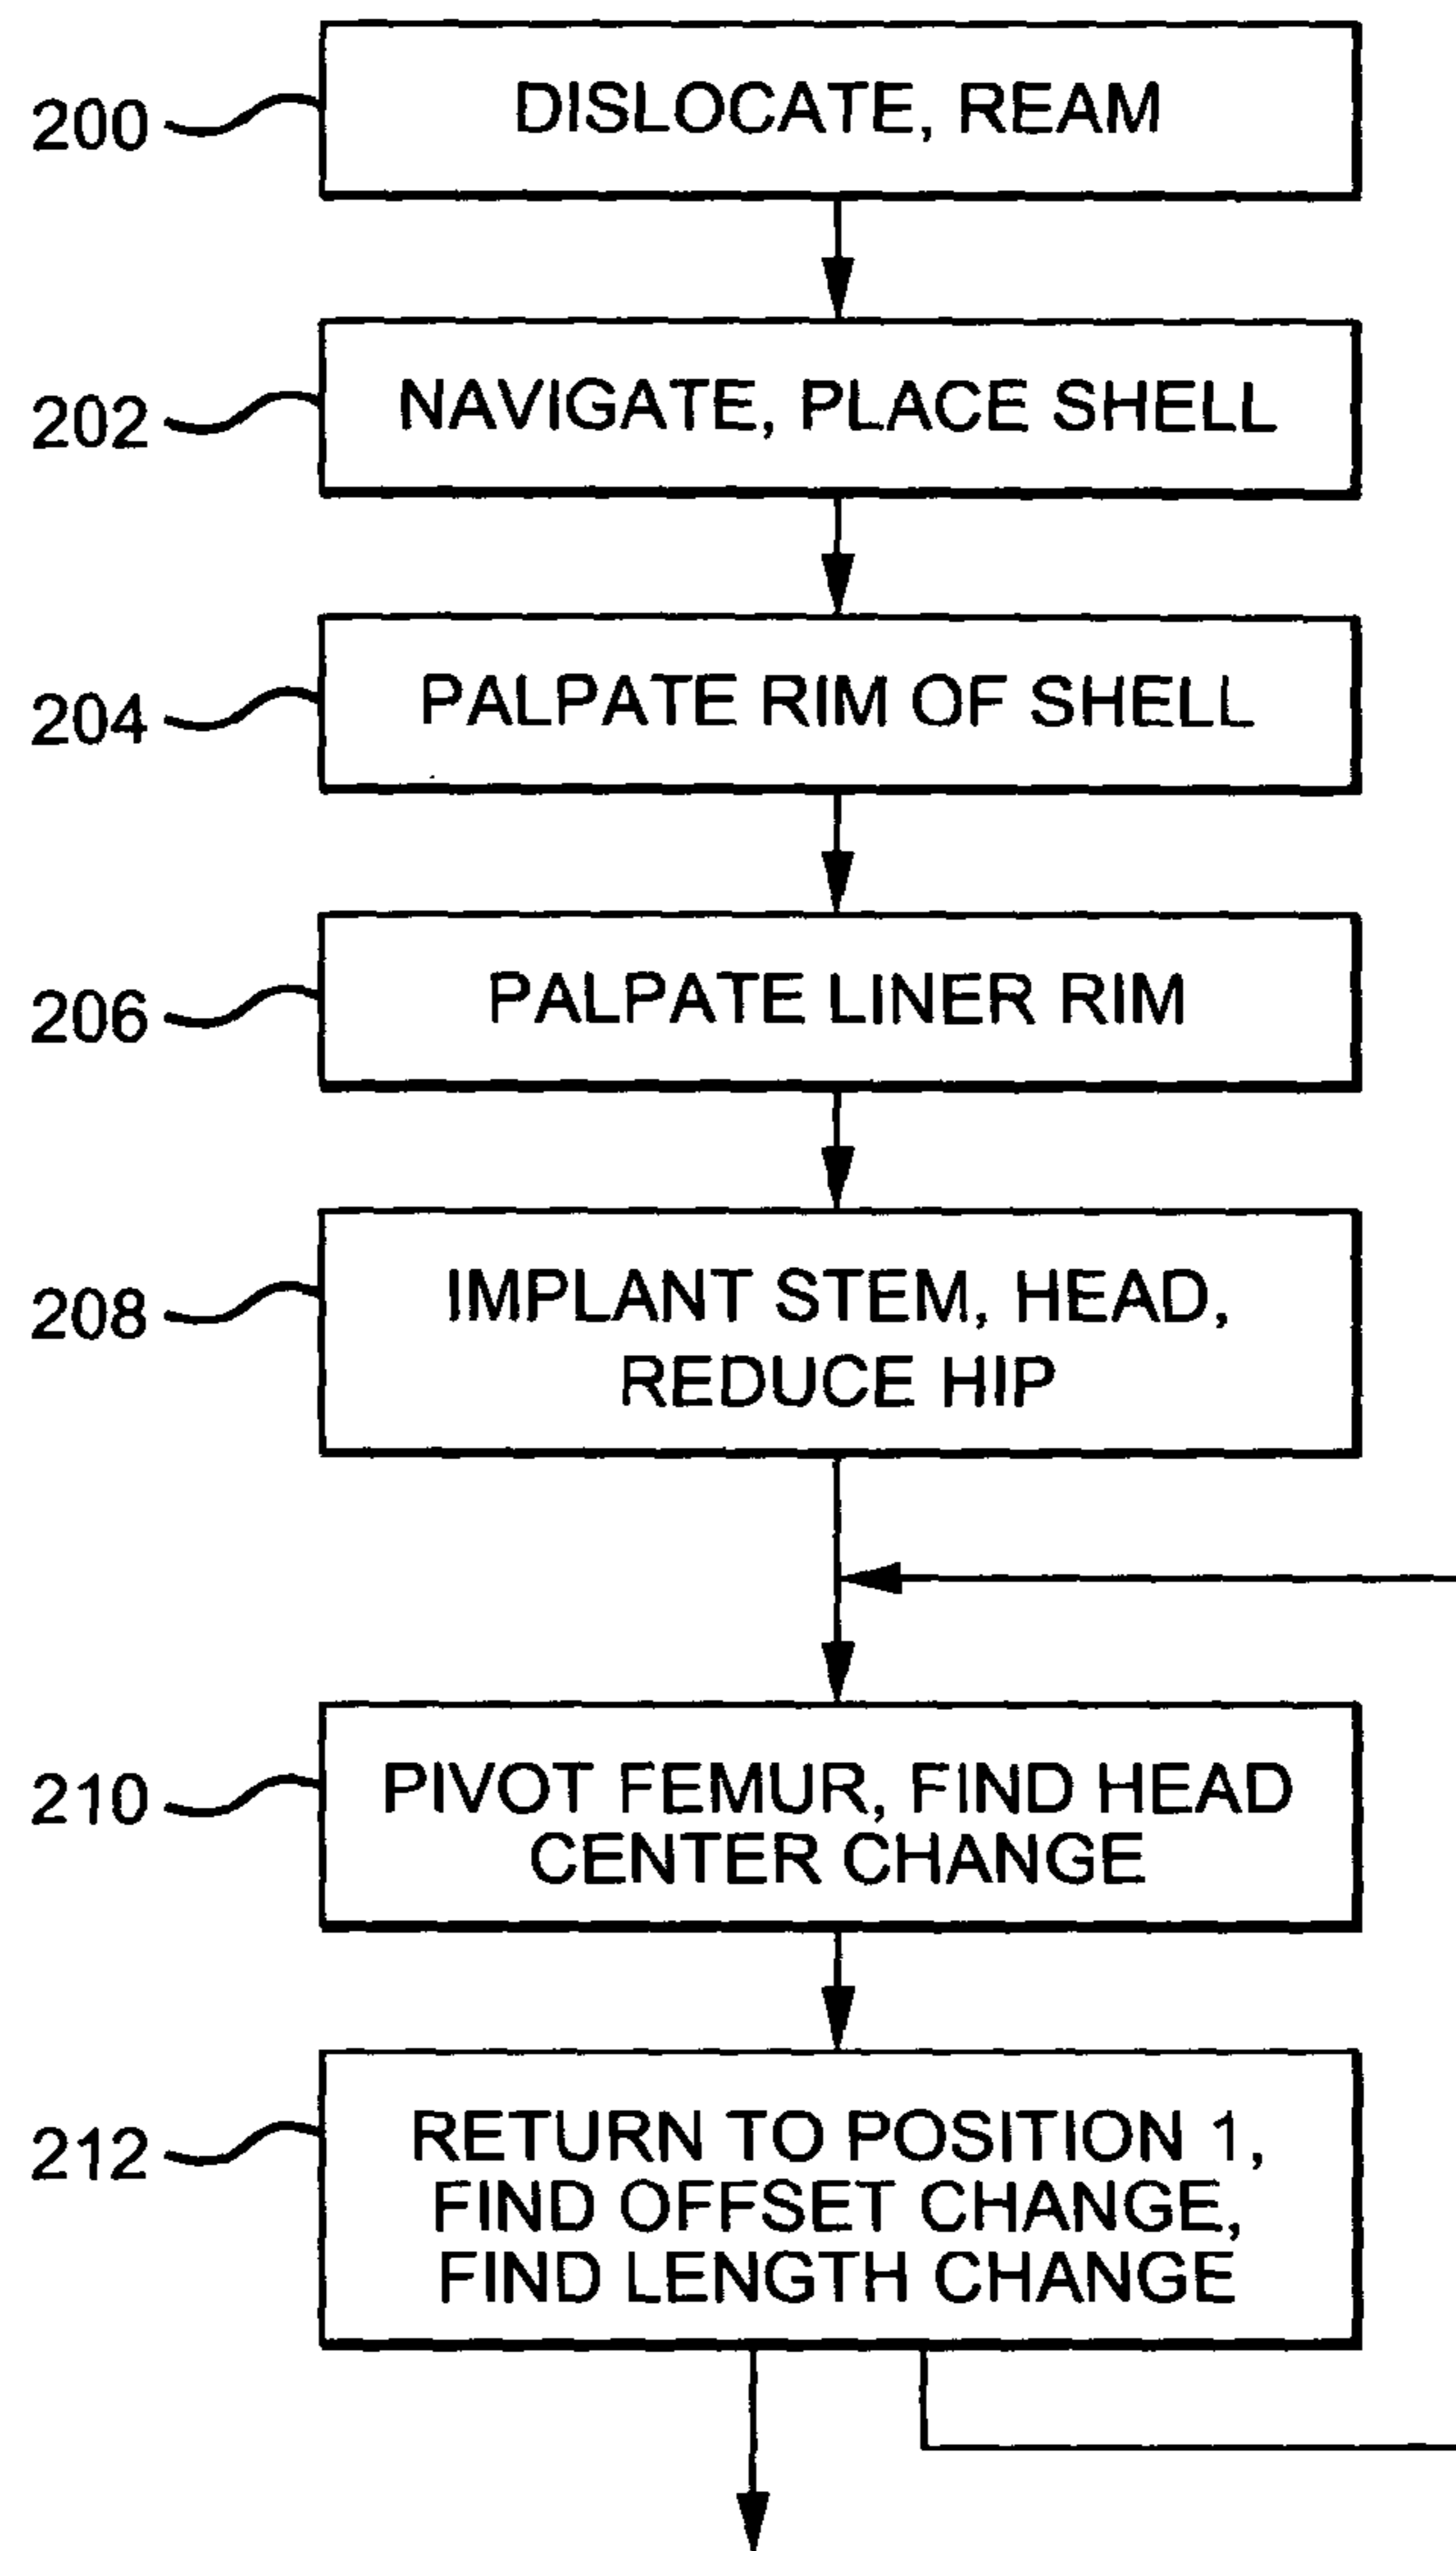 200
DISLOCATE, REAM
202
NAVIGATE, PLACE SHELL
204
PALPATE RIM OF SHELL
206
PALPATE LINER RIM
208
IMPLANT STEM, HEAD,
REDUCE HIP
210
PIVOT FEMUR, FIND HEAD
CENTER CHANGE
212
RETURN TO POSITION 1,
FIND OFFSET CHANGE,
FIND LENGTH CHANGE